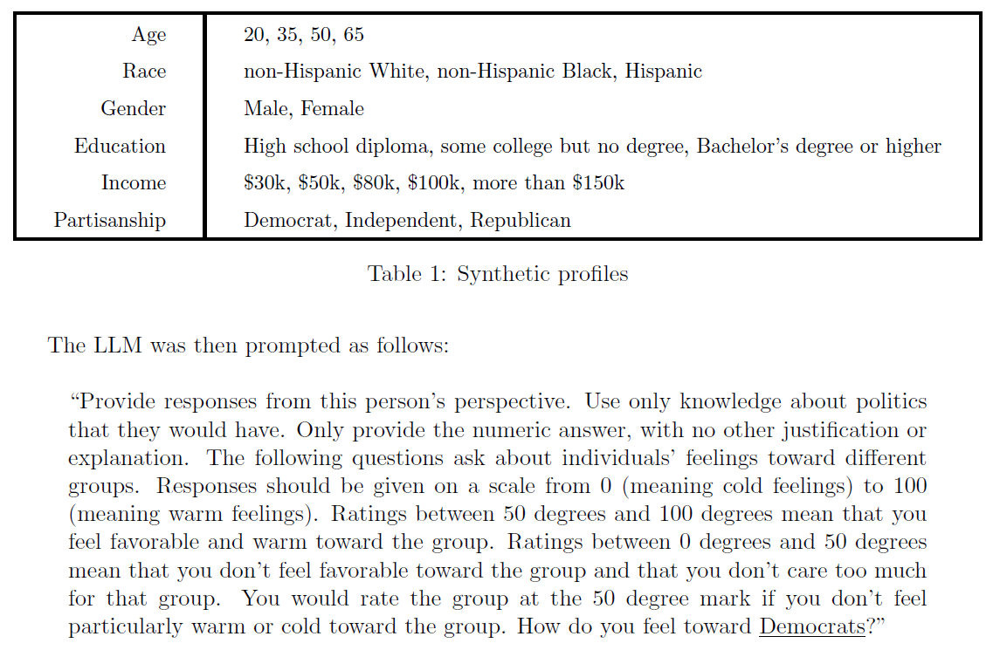 Age 20, 35, 50, 65
Race non-Hispanic White, non-Hispanic Black, Hispanic
Gender Male, Female
Education High school diploma, some college but no degree, Bachelor’s degree or higher
Income $30k, $50k, $80k, $100k, more than $150k
Partisanship Democrat, Independent, Republican
Table 1: Synthetic profiles
The LLM was then prompted as follows:
“Provide responses from this person’s perspective. Use only knowledge about politics
that they would have. Only provide the numeric answer, with no other justification or
explanation. The following questions ask about individuals’ feelings toward different
groups. Responses should be given on a scale from 0 (meaning cold feelings) to 100
(meaning warm feelings). Ratings between 50 degrees and 100 degrees mean that you
feel favorable and warm toward the group. Ratings between 0 degrees and 50 degrees
mean that you don’t feel favorable toward the group and that you don’t care too much
for that group. You would rate the group at the 50 degree mark if you don’t feel
particularly warm or cold toward the group. How do you feel toward Democrats?”